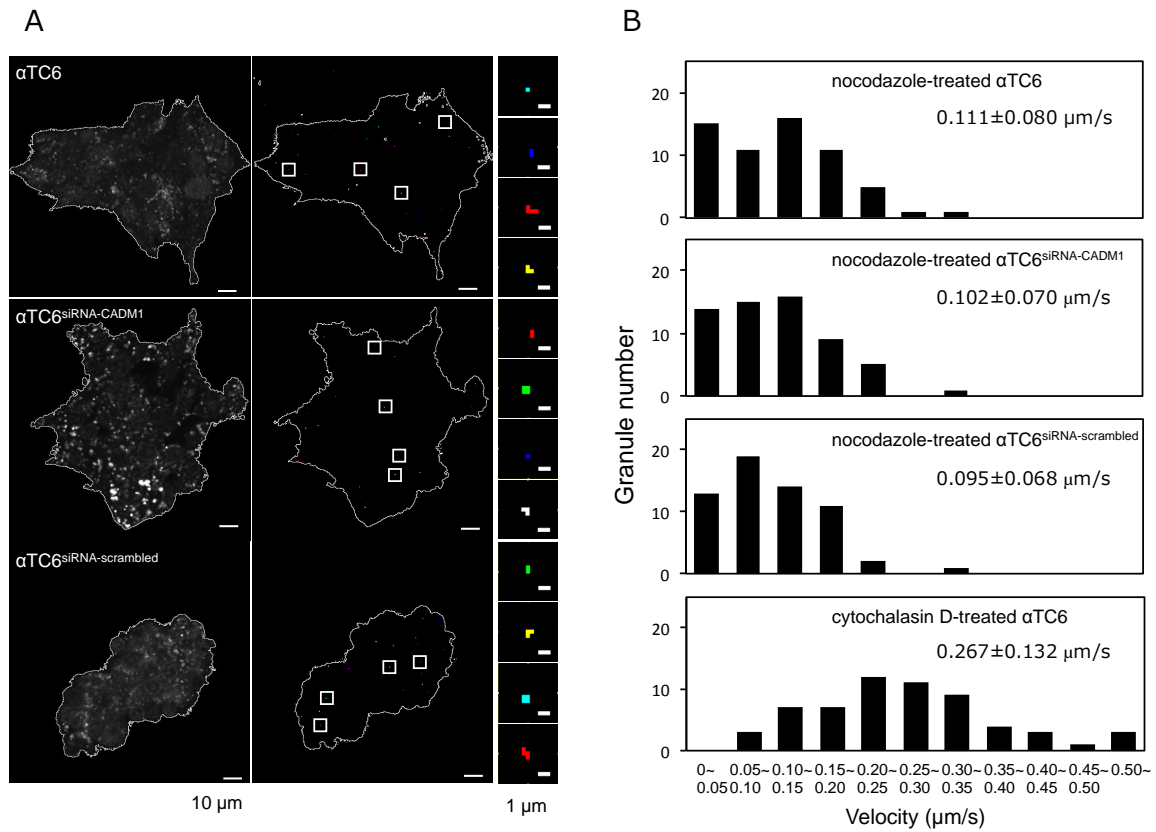 A
αTC6
αTC6siRNA-CADM1
αTC6siRNA-scrambled
10 µm
1 µm
B
Granule number
nocodazole-treated αTC6
0.111±0.080 µm/s
20
10
0
nocodazole-treated αTC6siRNA-CADM1
0.102±0.070 µm/s
20
10
0
nocodazole-treated αTC6siRNA-scrambled
0.095±0.068 µm/s
20
10
0
cytochalasin D-treated αTC6
0.267±0.132 µm/s
20
10
0
0~ 0.05~ 0.10~ 0.15~ 0.20~ 0.25~ 0.30~ 0.35~ 0.40~ 0.45~ 0.50~
0.05 0.10 0.15 0.20 0.25 0.30 0.35 0.40 0.45 0.50
Velocity (µm/s)